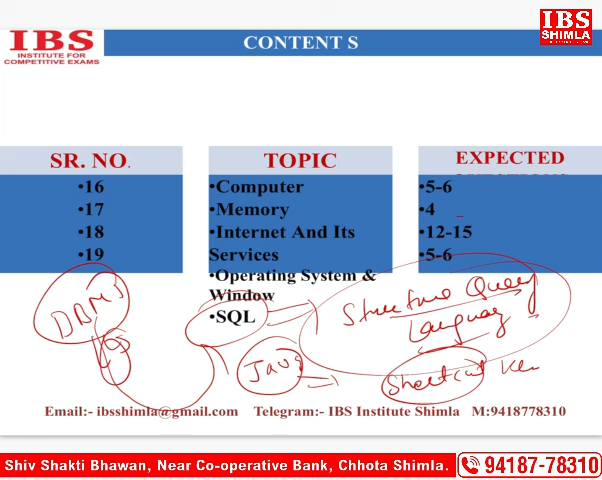 IBS
INSTITUTE FOR
COMPETITIVE EXAMS
CONTENT S
IBS
SHIMLA
SR. NO.
•16
•17
•18
•19
TOPIC
•Computer
•Memory
•Internet And Its
Services
•Operating System &
Window
•SQL
EXPECTED
•5-6
•4
•12-15
•5-6
DBMS
Structure Query
Language
Java
Shortcut Key
Email:- ibsshimla@gmail.com Telegram:- IBS Institute Shimla M:9418778310
Shiv Shakti Bhawan, Near Co-operative Bank, Chhota Shimla. 94187-78310